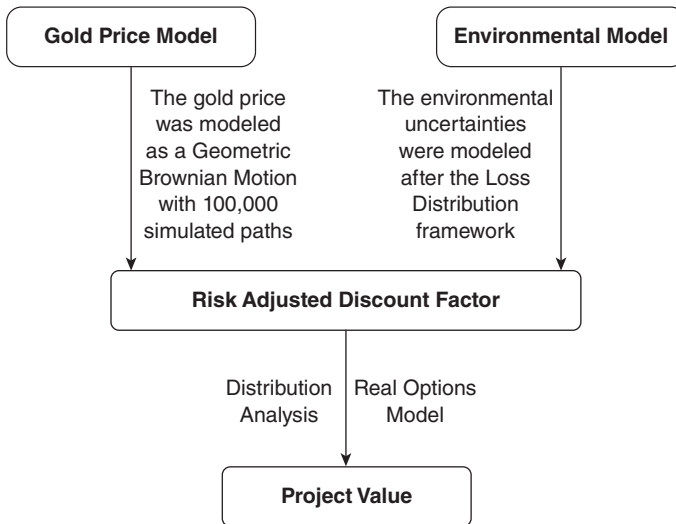 Gold Price Model
Environmental Model
The gold price
was modeled
as a Geometric
Brownian Motion
with 100,000
simulated paths
The environmental
uncertainties
were modeled
after the Loss
Distribution
framework
Risk Adjusted Discount Factor
Distribution
Analysis
Real Options
Model
Project Value